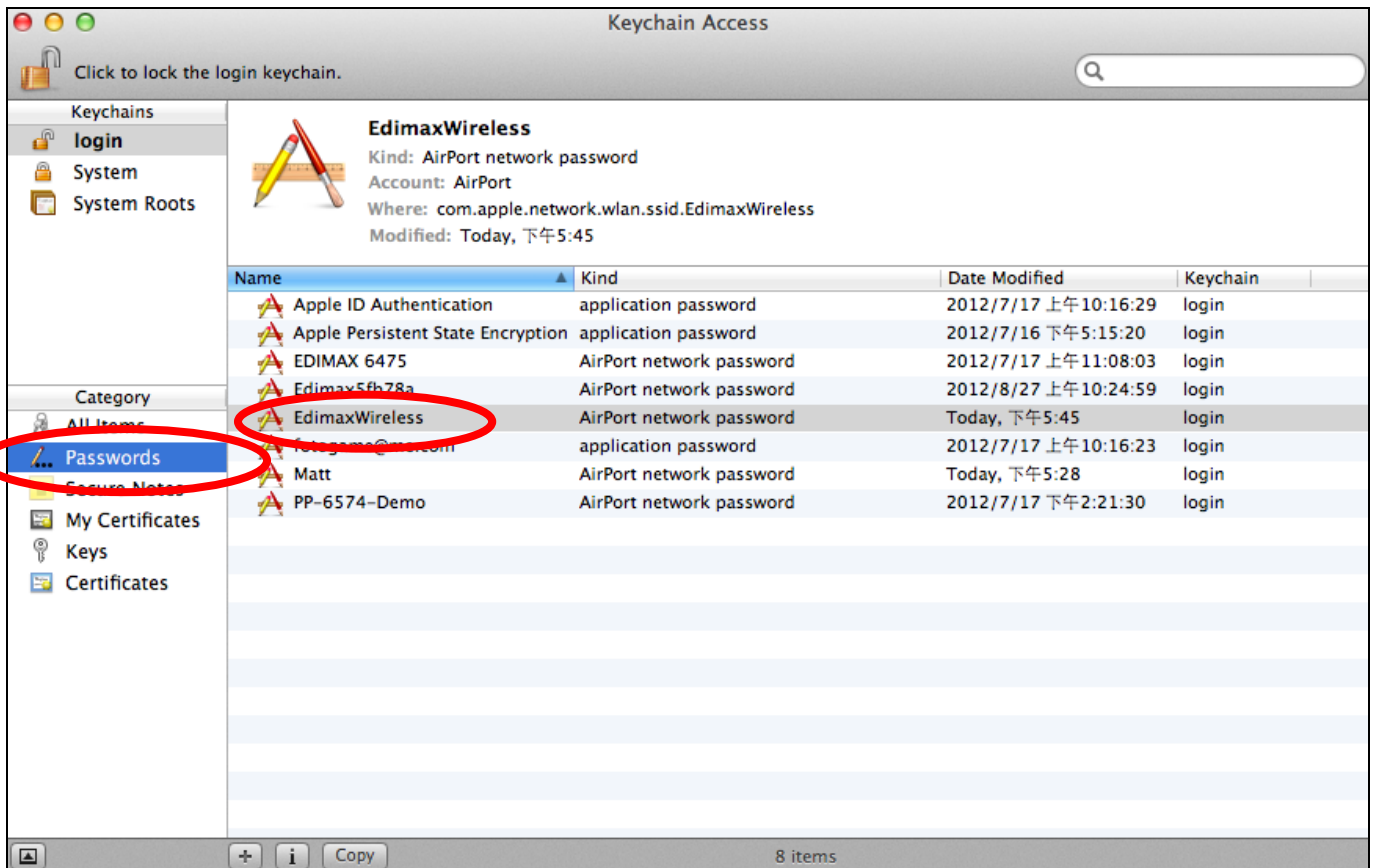 Keychain Access
Click to lock the login keychain.
Keychains
login
System
System Roots
EdimaxWireless
Kind: AirPort network password
Account: AirPort
Where: com.apple.network.wlan.ssid.EdimaxWireless
Modified: Today, 下午5:45
Name Kind Date Modified Keychain
Apple ID Authentication application password 2012/7/17 上午10:16:29 login
Apple Persistent State Encryption application password 2012/7/16 下午5:15:20 login
EDIMAX 6475 AirPort network password 2012/7/17 上午11:08:03 login
Edimax5fb78a AirPort network password 2012/8/27 上午10:24:59 login
EdimaxWireless AirPort network password Today, 下午5:45 login
application password 2012/7/17 上午10:16:23 login
Matt AirPort network password Today, 下午5:28 login
PP-6574-Demo AirPort network password 2012/7/17 下午2:21:30 login
Category
All Items
Passwords
Secure Notes
My Certificates
Keys
Certificates
Copy 8 items